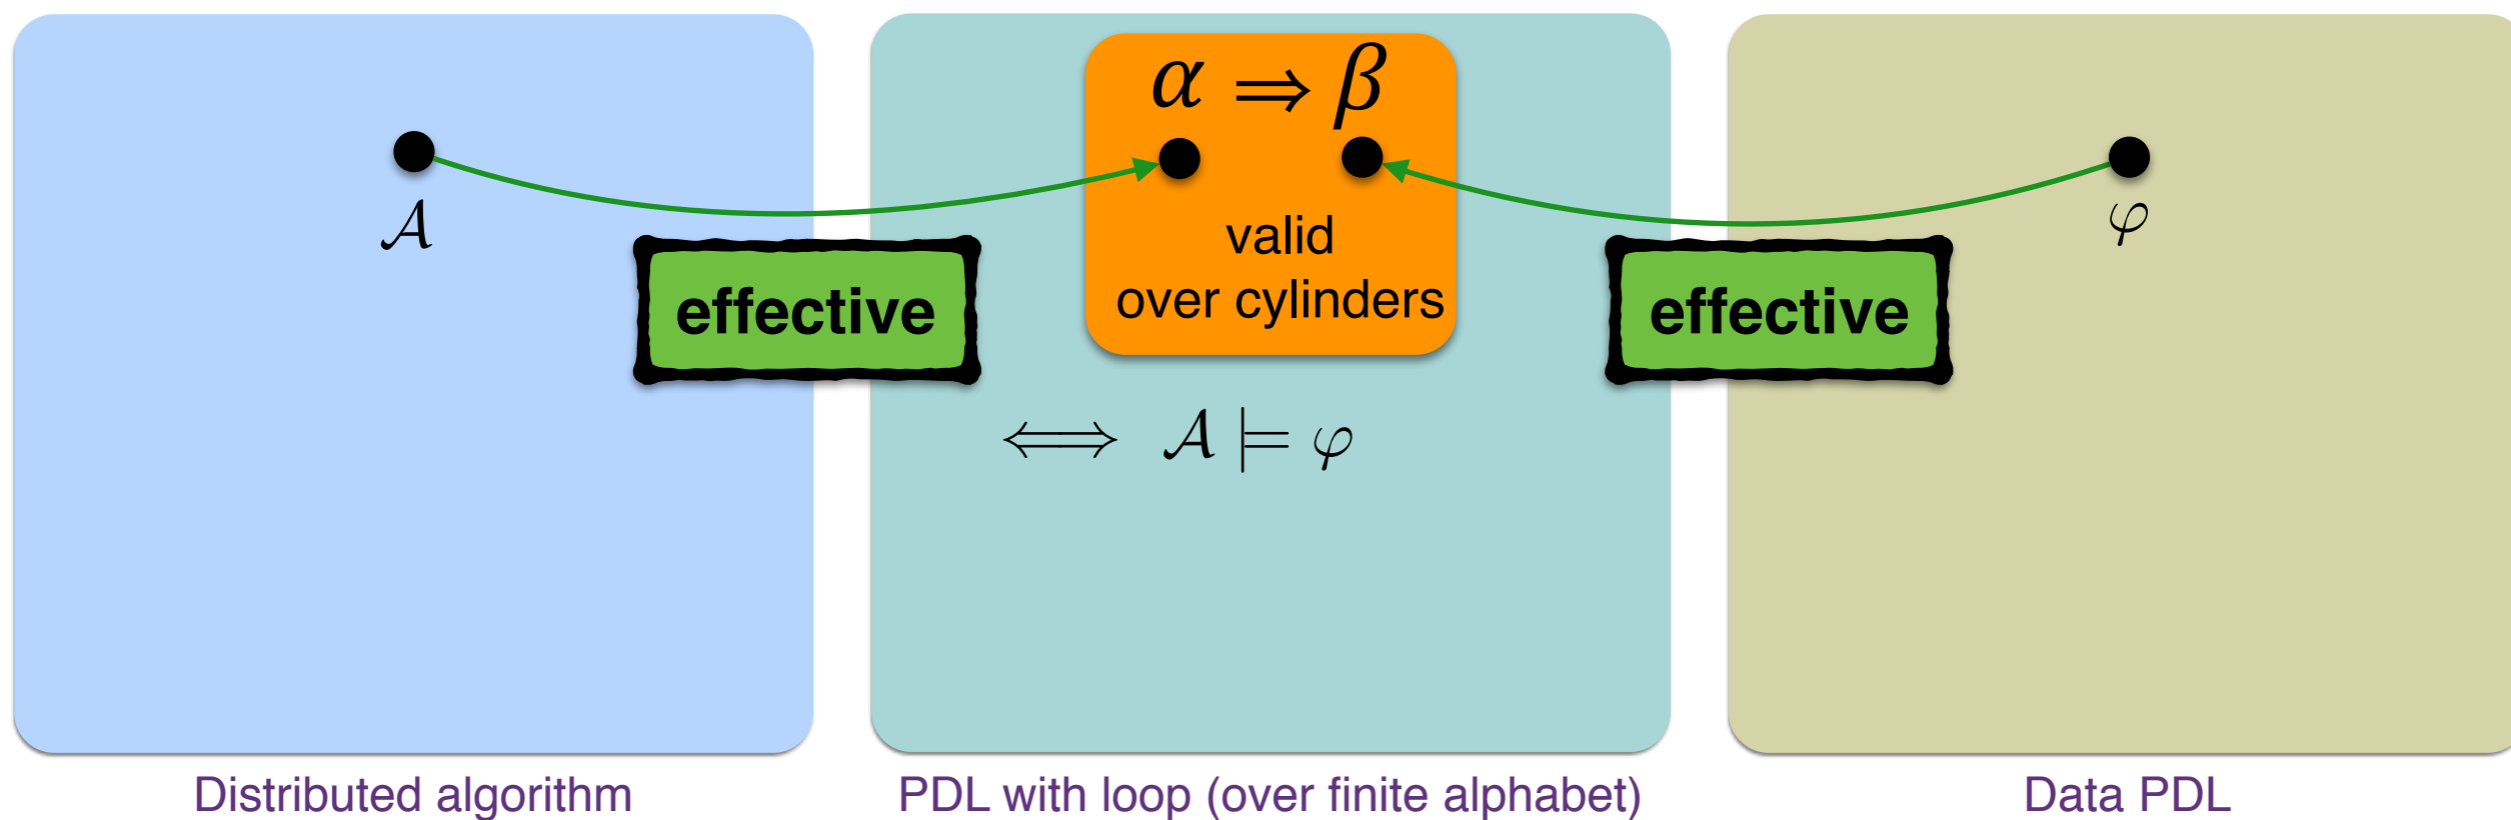 α ⇒ β
𝒜
valid
over cylinders
φ
effective
effective
⟺ 𝒜 ⊨ φ
Distributed algorithm
PDL with loop (over finite alphabet)
Data PDL